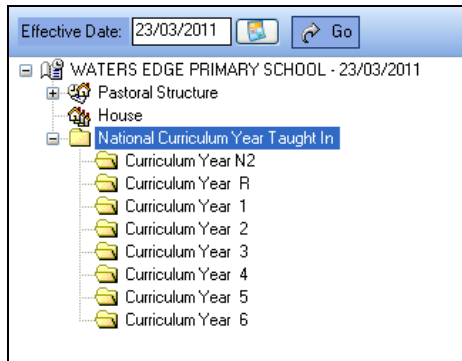 Effective Date: 23/03/2011 Go
WATERS EDGE PRIMARY SCHOOL - 23/03/2011
Pastoral Structure
House
National Curriculum Year Taught In
Curriculum Year N2
Curriculum Year R
Curriculum Year 1
Curriculum Year 2
Curriculum Year 3
Curriculum Year 4
Curriculum Year 5
Curriculum Year 6